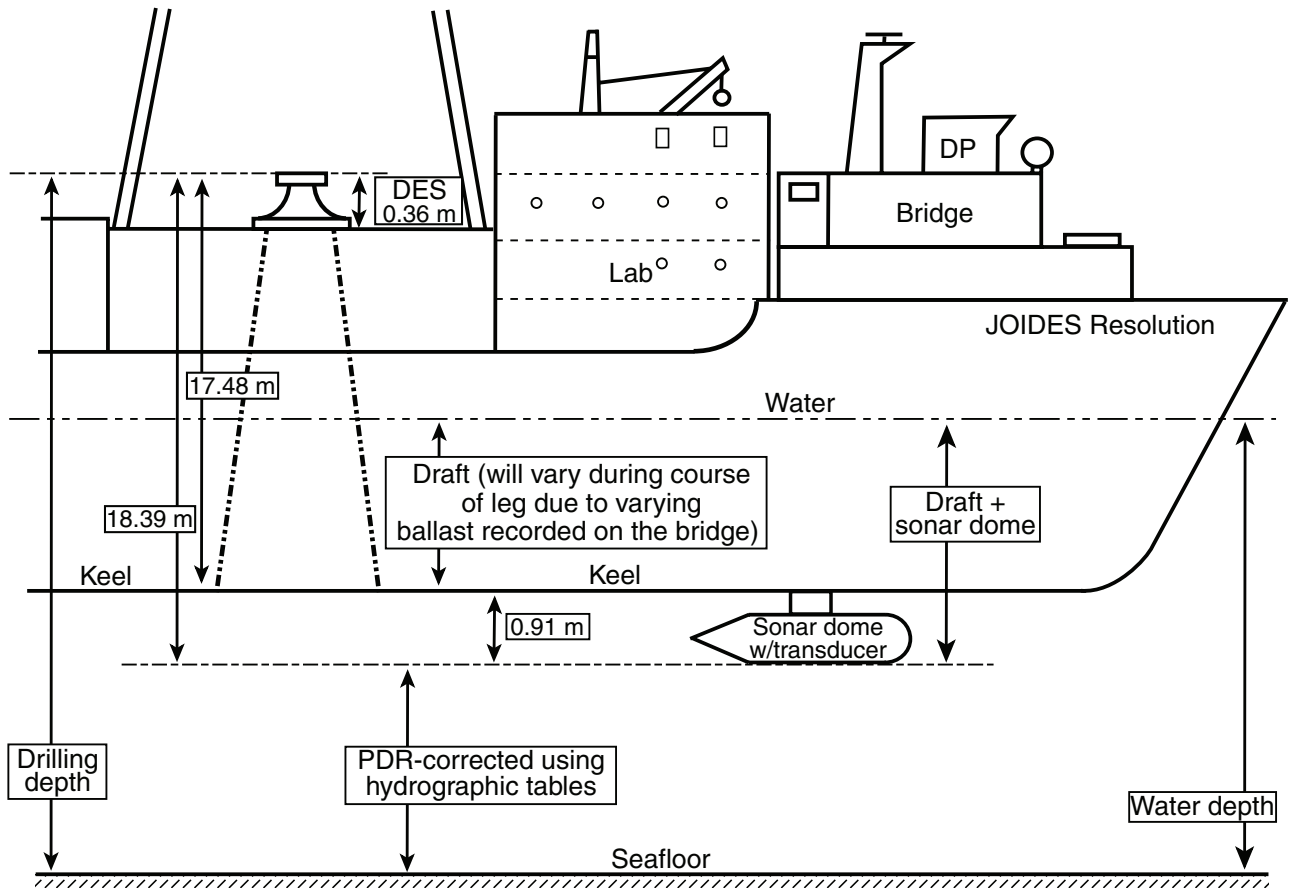 DP
DES
0.36 m
Bridge
Lab
JOIDES Resolution
17.48 m
Water
Draft (will vary during course
of leg due to varying
ballast recorded on the bridge)
Draft +
sonar dome
18.39 m
Keel
Keel
0.91 m
Sonar dome
w/transducer
Drilling
depth
PDR-corrected using
hydrographic tables
Water depth
Seafloor